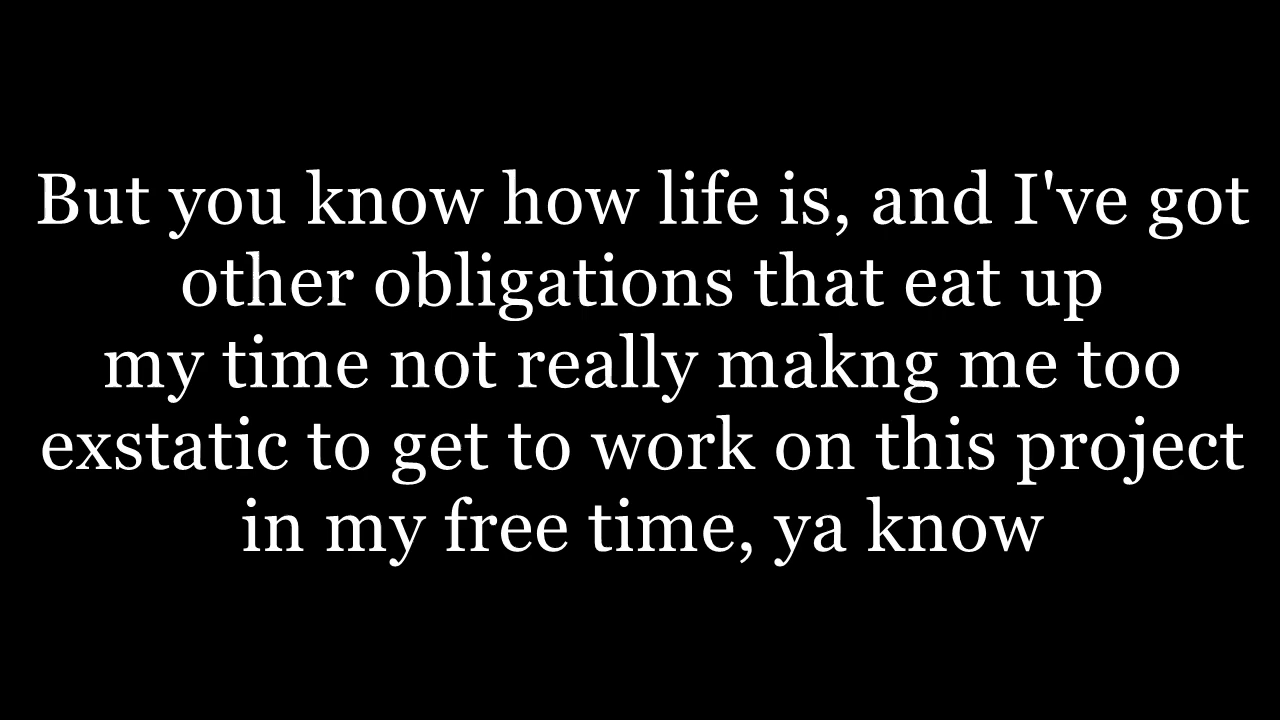 But you know how life is, and I've got
other obligations that eat up
my time not really makng me too
exstatic to get to work on this project
in my free time, ya know